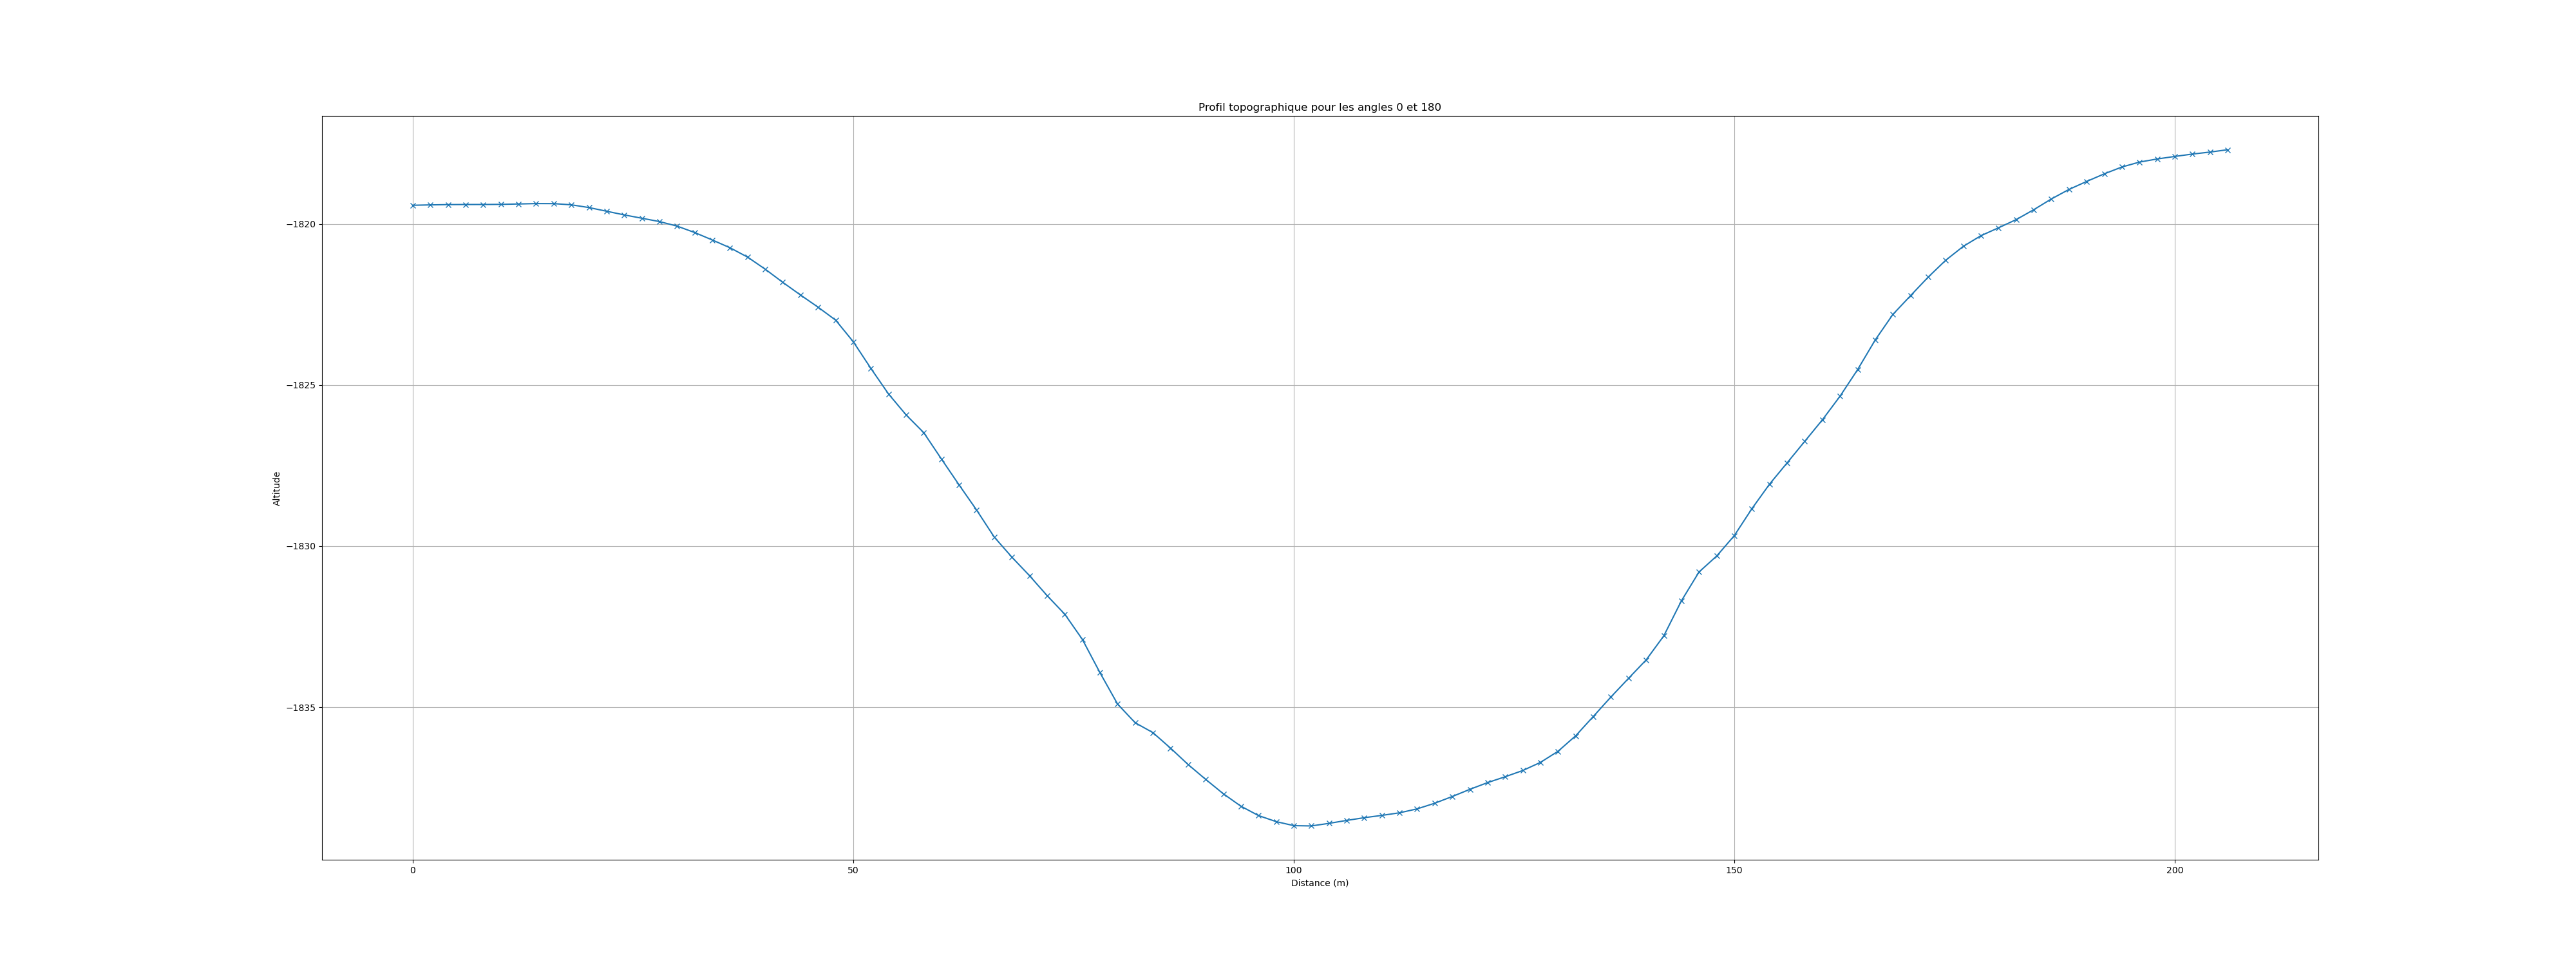 Profil topographique pour les angles 0 et 180
Altitude
−1820
−1825
−1830
−1835
0 50 100 150 200
Distance (m)